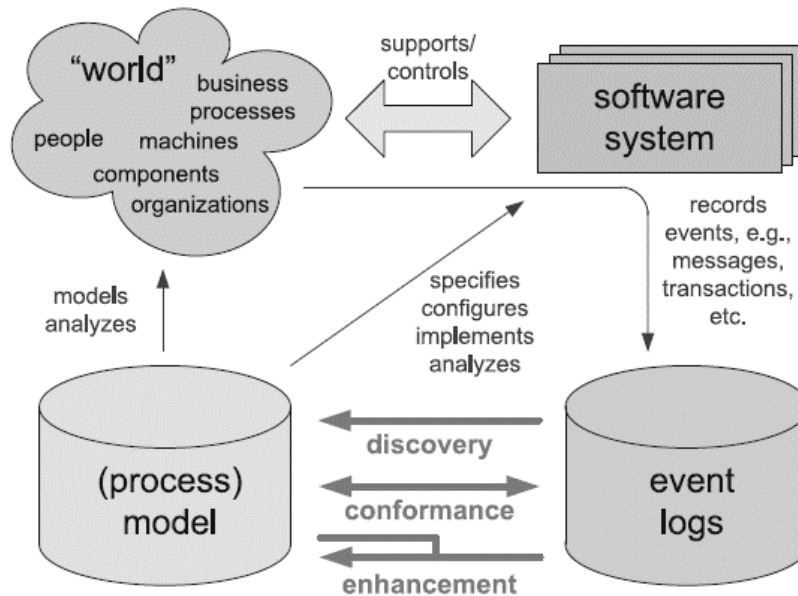 “world”
business
processes
people
machines
components
organizations
supports/
controls
software
system
records
events, e.g.,
messages,
transactions,
etc.
models
analyzes
specifies
configures
implements
analyzes
(process)
model
discovery
conformance
enhancement
event
logs